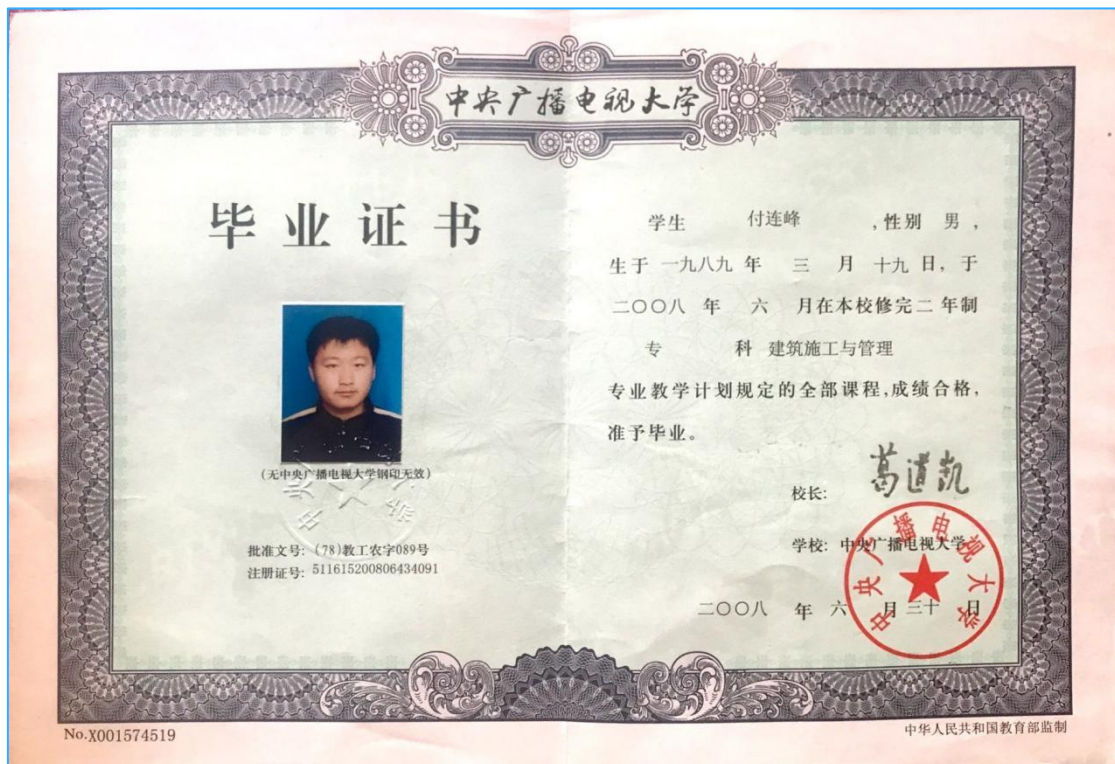 中央广播电视大学
毕业证书
(无中央广播电视大学钢印无效)
批准文号: (78)教工农字089号
注册证号: 511615200806434091
学生 付连峰 ,性别 男,
生于一九八九年 三 月 十九日, 于
二〇〇八 年 六 月在本校修完二年制
专 科 建筑施工与管理
专业教学计划规定的全部课程,成绩合格,
准予毕业。
校长: 葛道凯
学校: 中央广播电视大学
中央广播电视大学
二〇〇八 年 六 月 三十 日
No.X001574519
中华人民共和国教育部监制